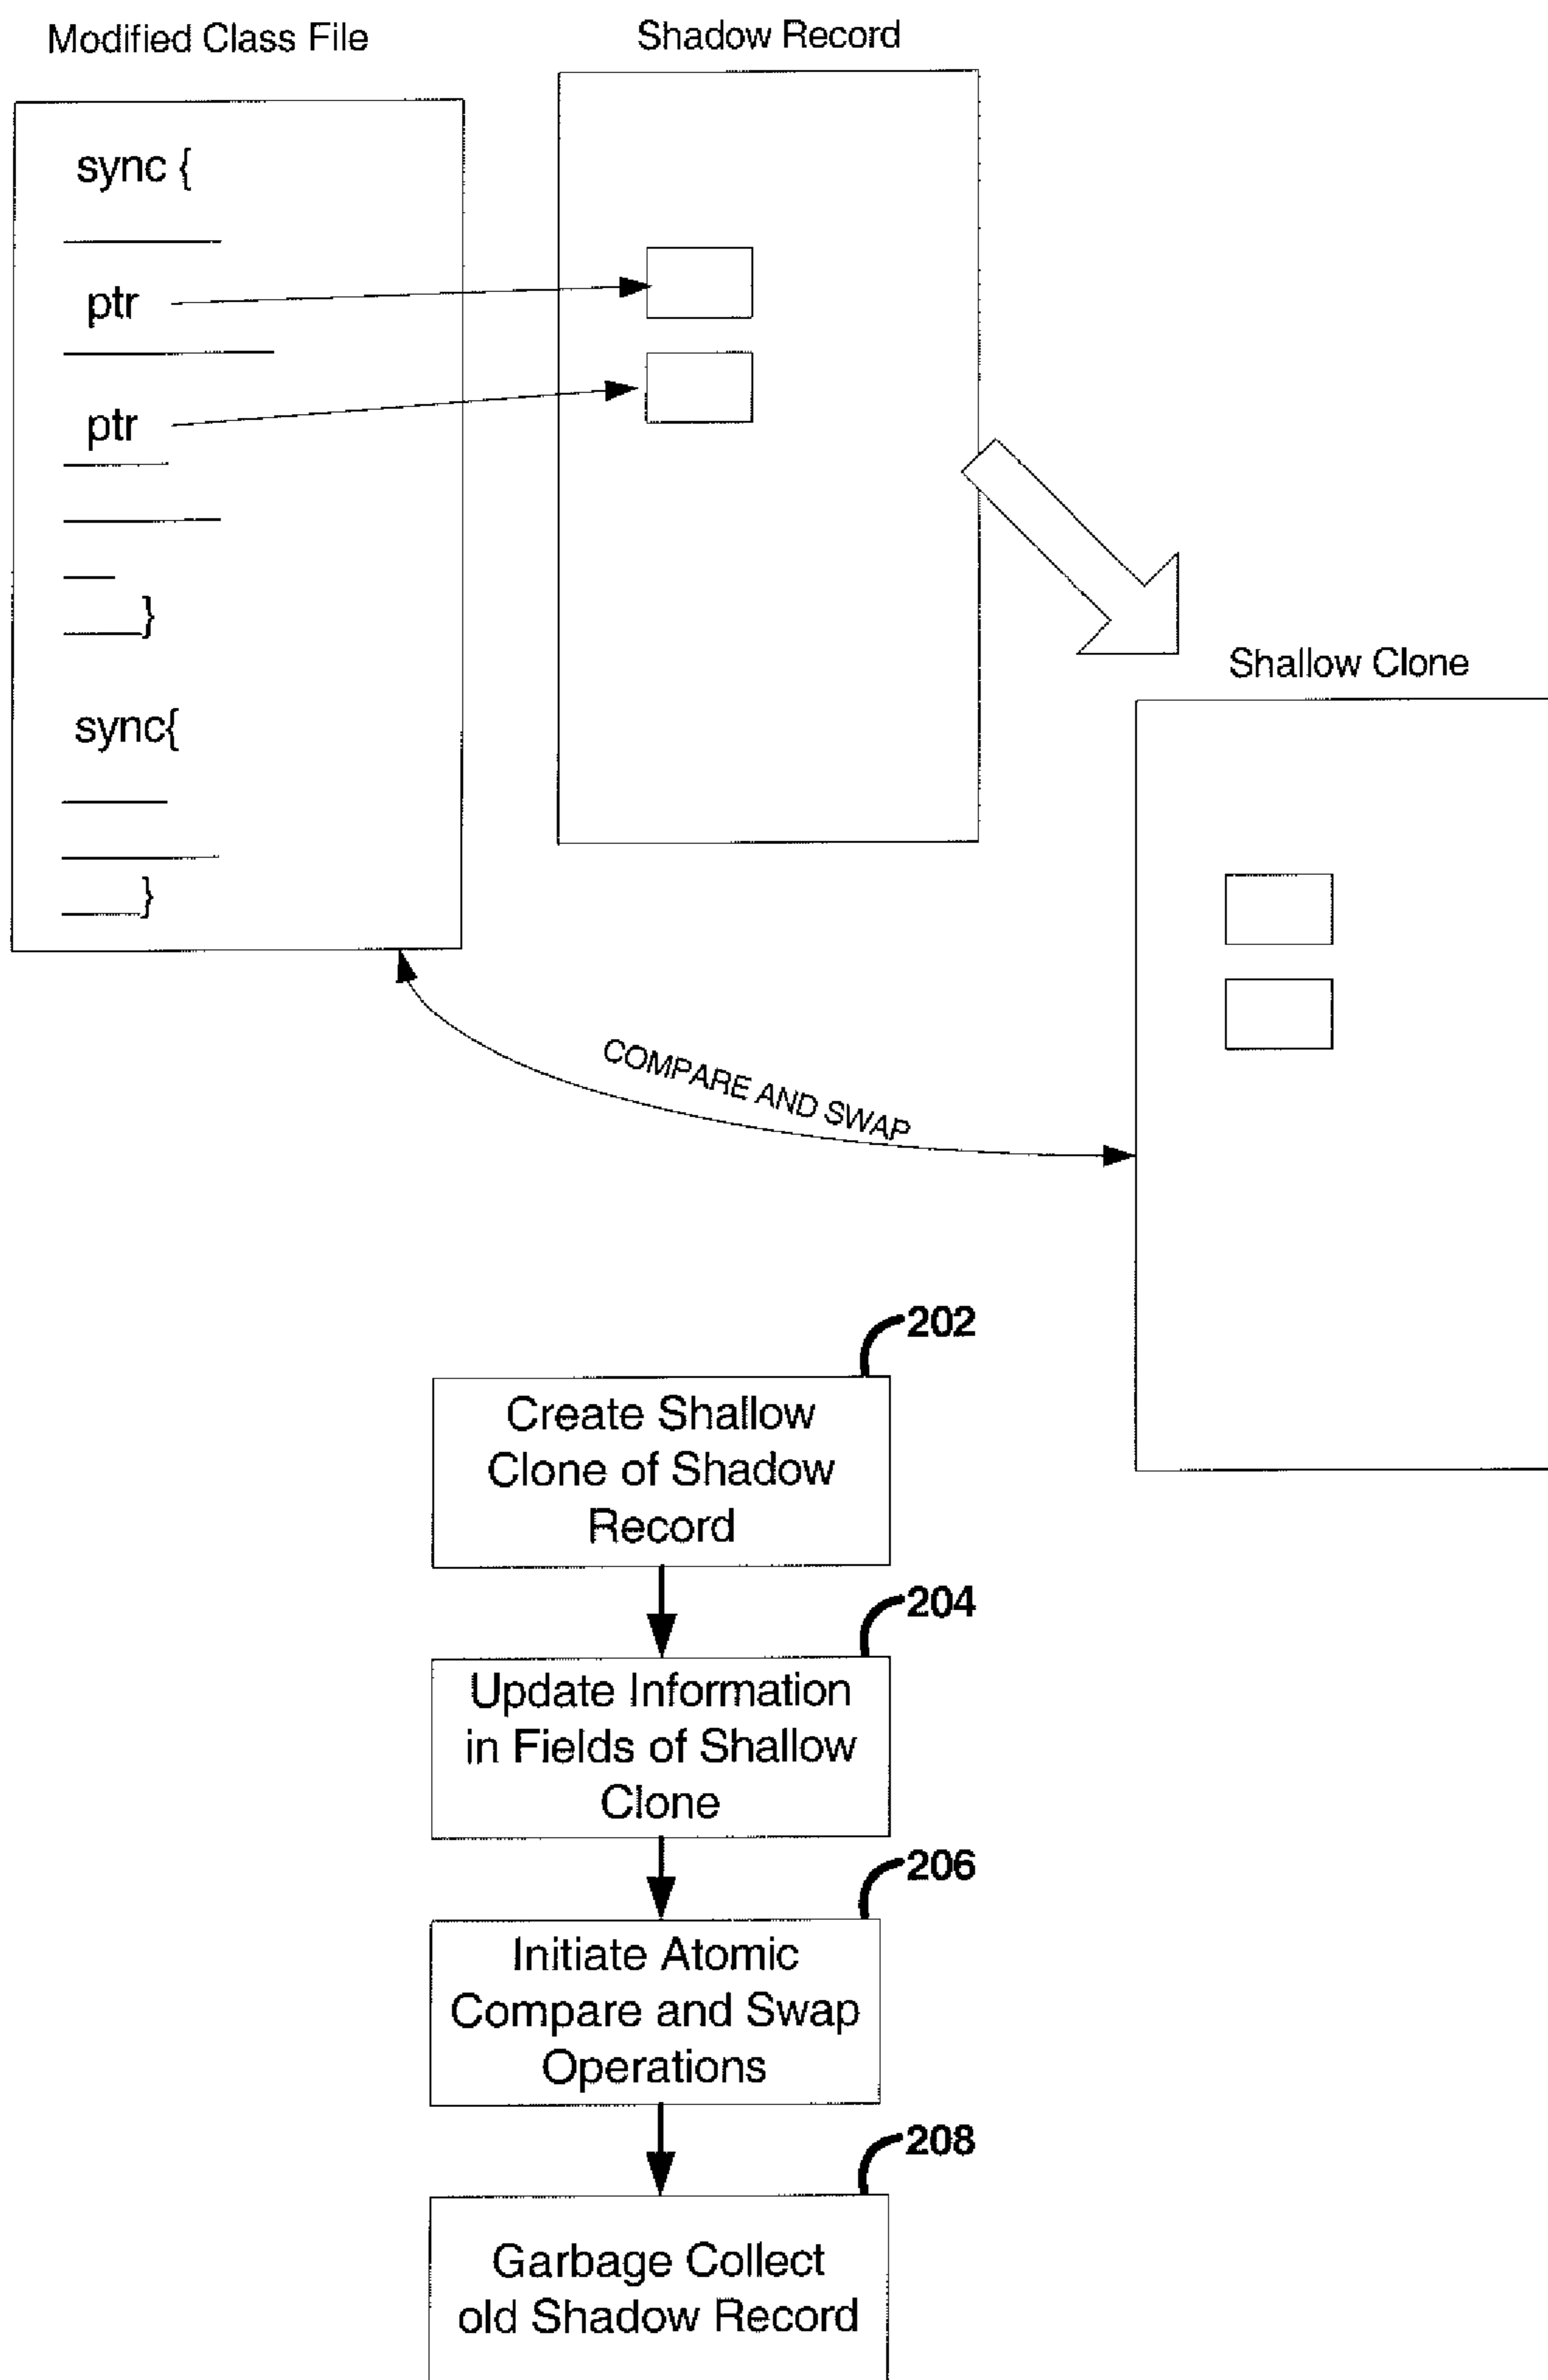 Modified Class File
Shadow Record
sync {
ptr
ptr
}
sync{
}
Shallow Clone
COMPARE AND SWAP
202
Create Shallow
Clone of Shadow
Record
204
Update Information
in Fields of Shallow
Clone
206
Initiate Atomic
Compare and Swap
Operations
208
Garbage Collect
old Shadow Record